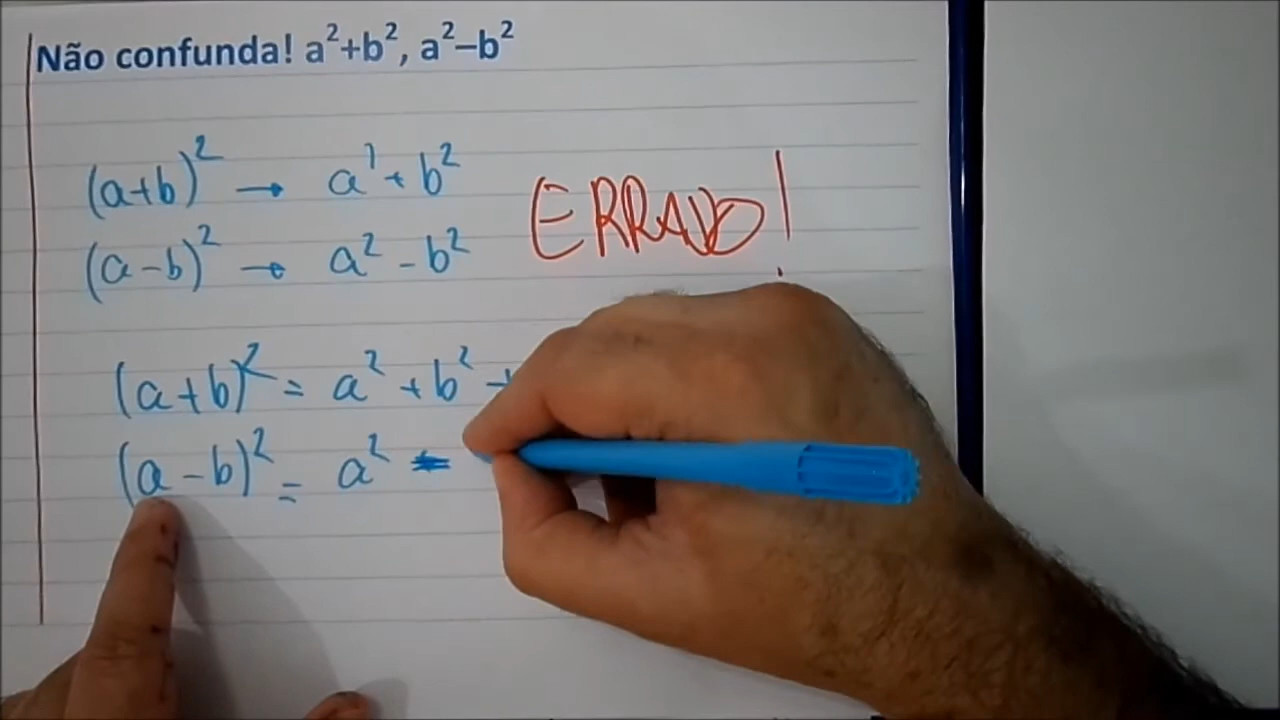 Não confunda! a²+b², a²–b²
(a+b)² → a² + b²
ERRADO!
(a-b)² → a² - b²
(a+b)² = a² + b² +
(a-b)² = a² -